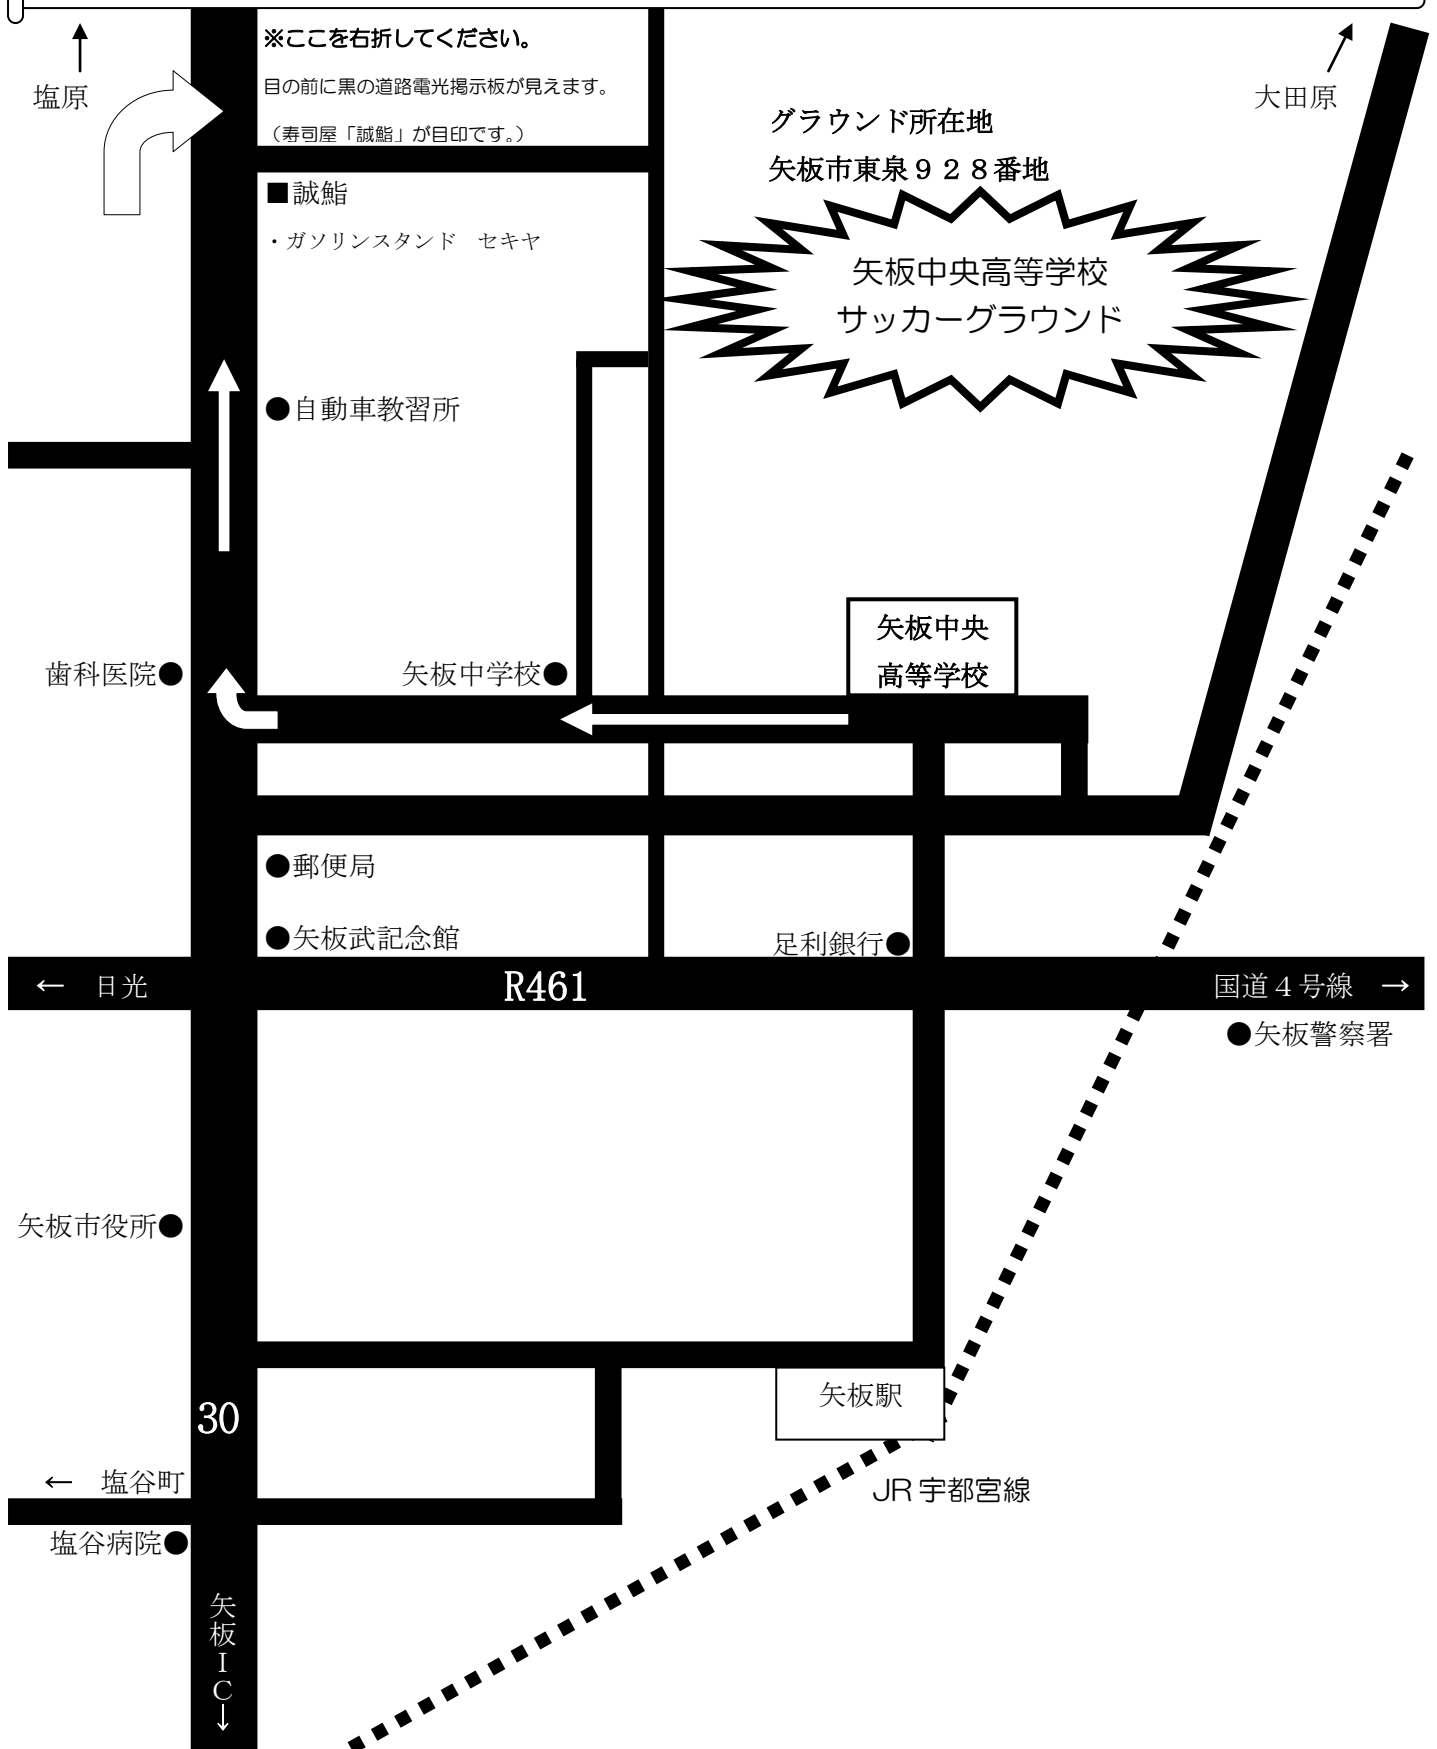 ※ここを右折してください。
目の前に黒の道路電光掲示板が見えます。
（寿司屋「誠鮨」が目印です。）
塩原
大田原
グラウンド所在地
矢板市東泉９２８番地
■誠鮨
・ガソリンスタンド　セキヤ
矢板中央高等学校
サッカーグラウンド
●自動車教習所
矢板中央
高等学校
歯科医院●
矢板中学校●
●郵便局
●矢板武記念館
足利銀行●
←　日光
R461
国道４号線　→
●矢板警察署
矢板市役所●
矢板駅
30
←　塩谷町
JR宇都宮線
塩谷病院●
矢板ＩＣ→